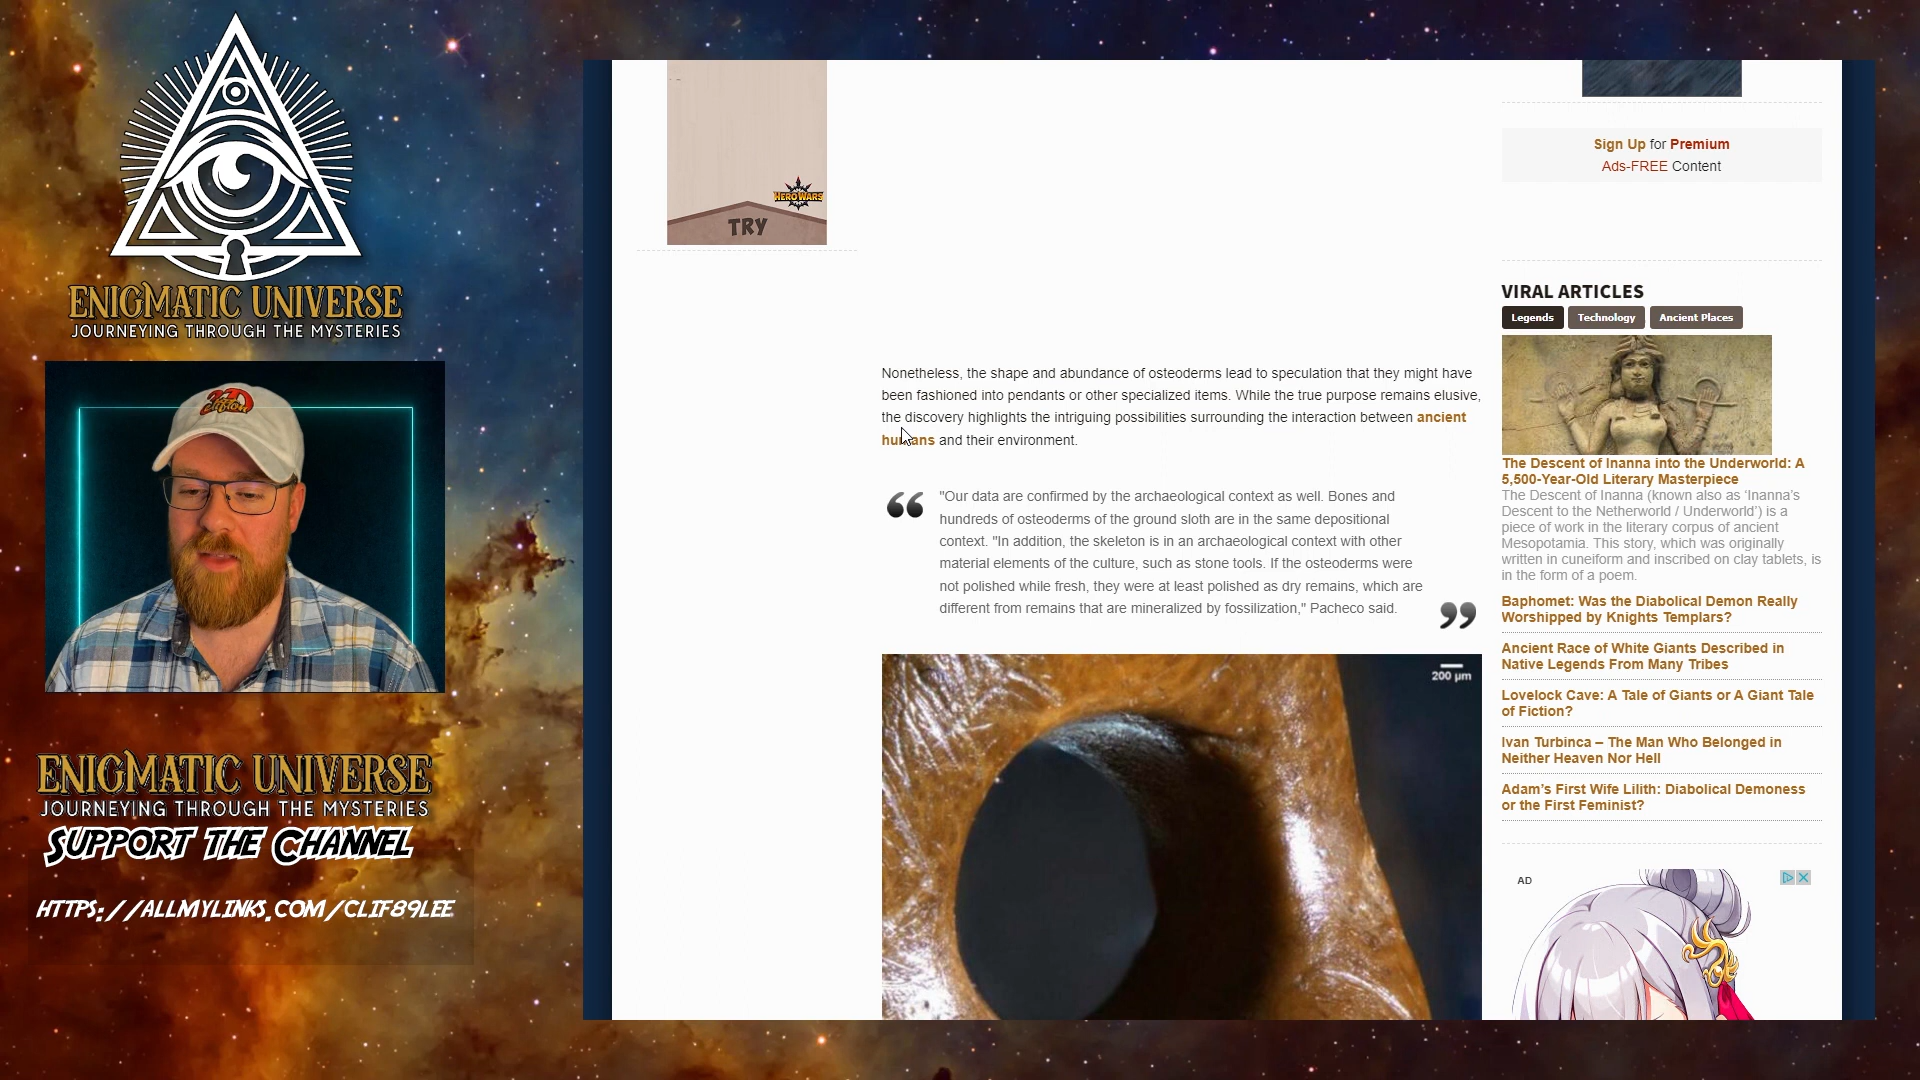 ENIGMATIC UNIVERSE
JOURNEYING THROUGH THE MYSTERIES
ENIGMATIC UNIVERSE
JOURNEYING THROUGH THE MYSTERIES
SUPPORT THE CHANNEL
HTTPS://ALLMYLINKS.COM/CLIF89LEE
HERO WARS
TRY
Nonetheless, the shape and abundance of osteoderms lead to speculation that they might have
been fashioned into pendants or other specialized items. While the true purpose remains elusive,
the discovery highlights the intriguing possibilities surrounding the interaction between ancient
humans and their environment.
"Our data are confirmed by the archaeological context as well. Bones and
hundreds of osteoderms of the ground sloth are in the same depositional
context. "In addition, the skeleton is in an archaeological context with other
material elements of the culture, such as stone tools. If the osteoderms were
not polished while fresh, they were at least polished as dry remains, which are
different from remains that are mineralized by fossilization," Pacheco said.
200 µm
Sign Up for Premium
Ads-FREE Content
VIRAL ARTICLES
Legends
Technology
Ancient Places
The Descent of Inanna into the Underworld: A
5,500-Year-Old Literary Masterpiece
The Descent of Inanna (known also as ‘Inanna’s
Descent to the Netherworld / Underworld’) is a
piece of work in the literary corpus of ancient
Mesopotamia. This story, which was originally
written in cuneiform and inscribed on clay tablets, is
in the form of a poem.
Baphomet: Was the Diabolical Demon Really
Worshipped by Knights Templars?
Ancient Race of White Giants Described in
Native Legends From Many Tribes
Lovelock Cave: A Tale of Giants or A Giant Tale
of Fiction?
Ivan Turbinca – The Man Who Belonged in
Neither Heaven Nor Hell
Adam’s First Wife Lilith: Diabolical Demoness
or the First Feminist?
AD